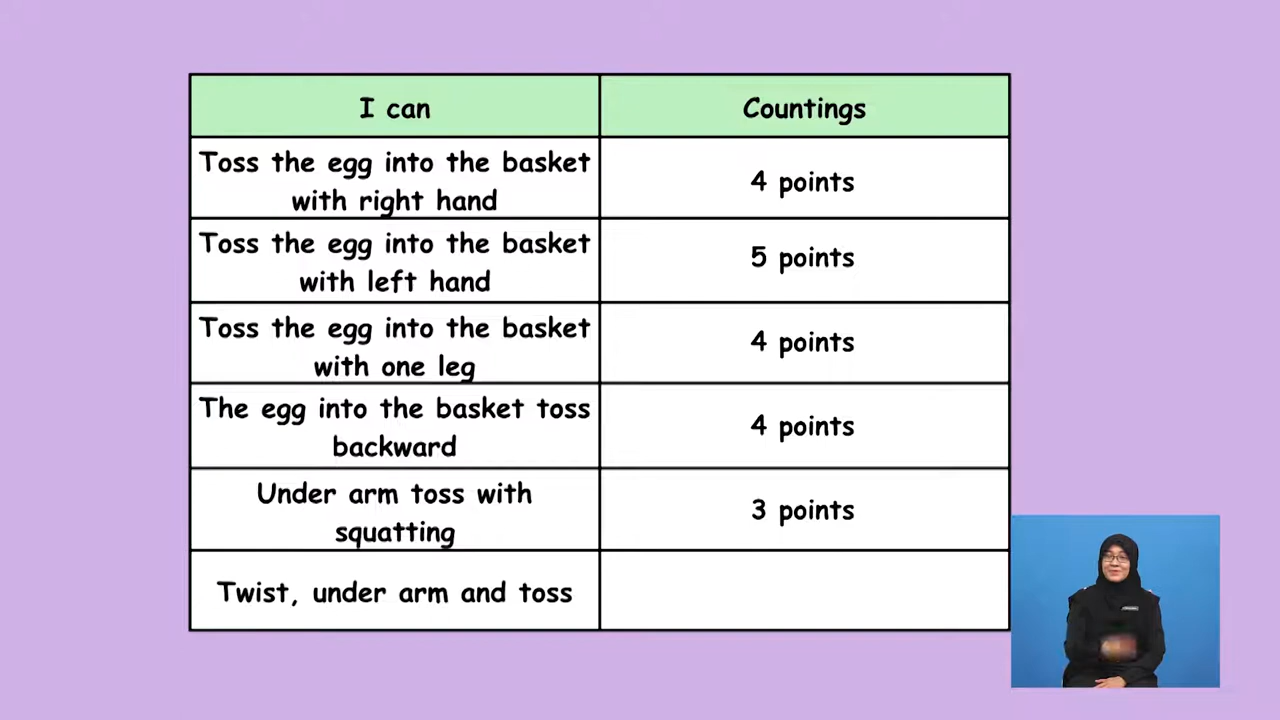 I can
Countings
Toss the egg into the basket
with right hand
4 points
Toss the egg into the basket
with left hand
5 points
Toss the egg into the basket
with one leg
4 points
The egg into the basket toss
backward
4 points
Under arm toss with
squatting
3 points
Twist, under arm and toss